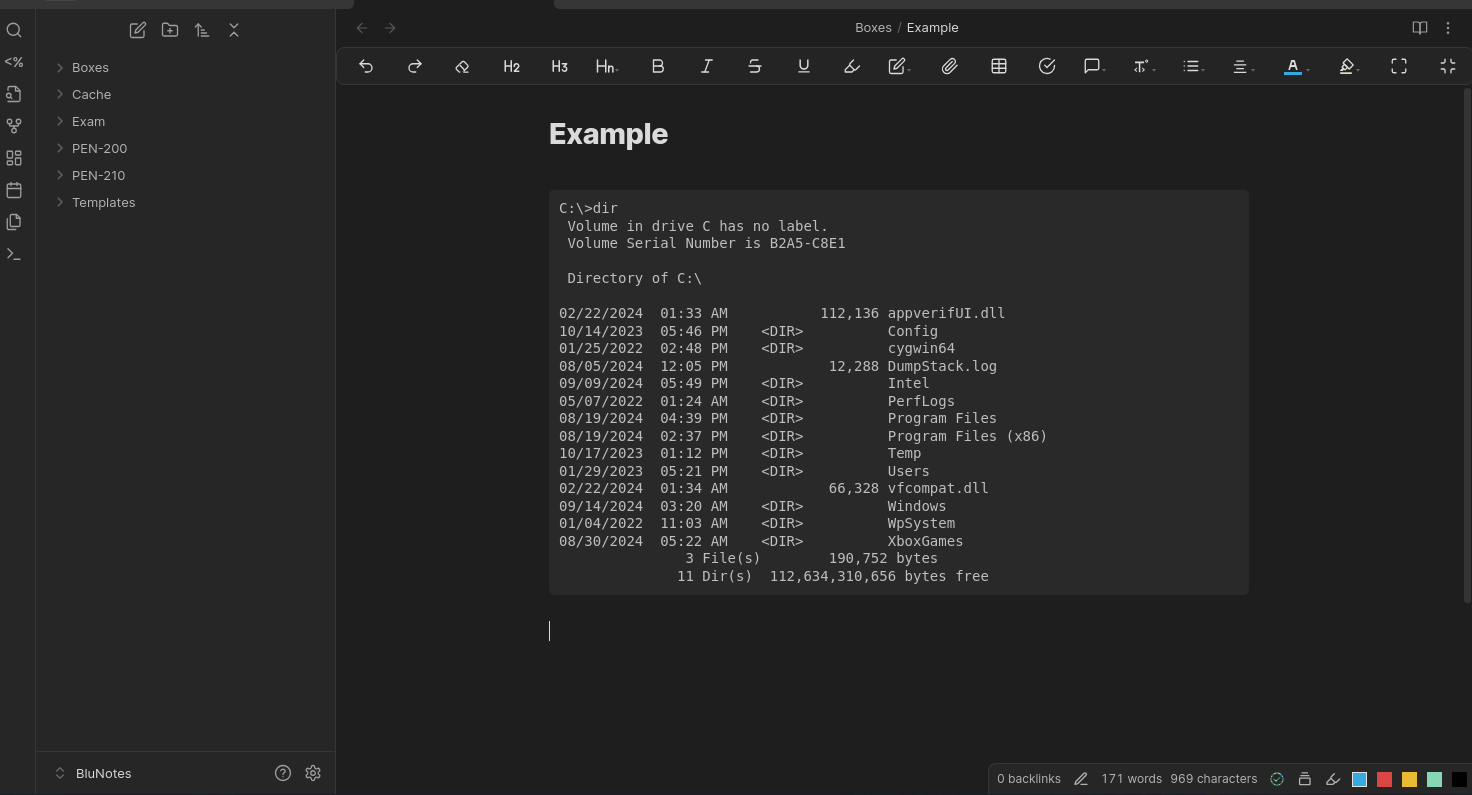 Boxes / Example
<%
H2 H3 Hn B I S U T A
Boxes
Cache
Exam
PEN-200
PEN-210
Templates
Example
C:\>dir
 Volume in drive C has no label.
 Volume Serial Number is B2A5-C8E1
 Directory of C:\
02/22/2024  01:33 AM           112,136 appverifUI.dll
10/14/2023  05:46 PM    <DIR>          Config
01/25/2022  02:48 PM    <DIR>          cygwin64
08/05/2024  12:05 PM            12,288 DumpStack.log
09/09/2024  05:49 PM    <DIR>          Intel
05/07/2022  01:24 AM    <DIR>          PerfLogs
08/19/2024  04:39 PM    <DIR>          Program Files
08/19/2024  02:37 PM    <DIR>          Program Files (x86)
10/17/2023  01:12 PM    <DIR>          Temp
01/29/2023  05:21 PM    <DIR>          Users
02/22/2024  01:34 AM            66,328 vfcompat.dll
09/14/2024  03:20 AM    <DIR>          Windows
01/04/2022  11:03 AM    <DIR>          WpSystem
08/30/2024  05:22 AM    <DIR>          XboxGames
               3 File(s)        190,752 bytes
              11 Dir(s)  112,634,310,656 bytes free
BluNotes
0 backlinks 171 words 969 characters